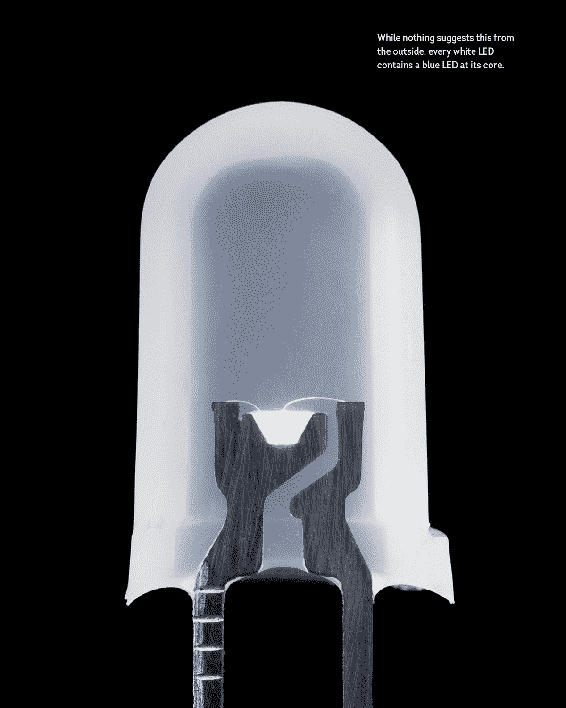 While nothing suggests this from
the outside, every white LED
contains a blue LED at its core.